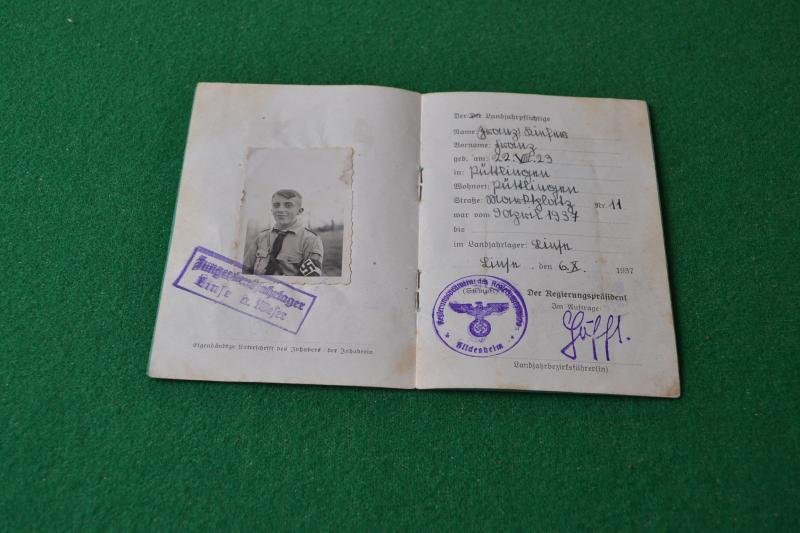 Linse a. Weser
Eigenhändige Unterschrift des Inhabers - der Inhaberin
Der Landjahrpflichtige
Name: Franz
Vorname: Franz
geb. am: 22. VIII. 23
in: Püttlingen
Wohnort: Püttlingen
Straße: Marktplatz Nr 11
war vom 9 April 1937
bis
im Landjahrlager: Linse
Linse, den 6.X. 1937
Der Regierungspräsident
Im Auftrage:
(Stempel)
Hildesheim
Landjahrbezirksführer(in)